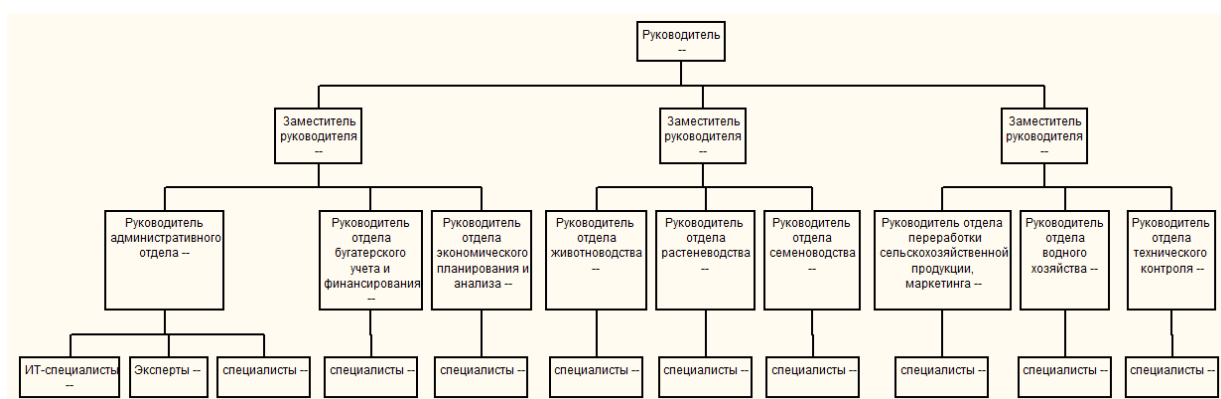 Руководитель
--
Заместитель
руководителя
--
Заместитель
руководителя
--
Заместитель
руководителя
--
Руководитель
административного
отдела --
Руководитель
отдела
бугатерского
учета и
финансирования
--
Руководитель
отдела
экономического
планирования и
анализа --
Руководитель
отдела
животноводства
--
Руководитель
отдела
растеневодства
--
Руководитель
отдела
семеноводства
--
Руководитель отдела
переработки
сельскохозяйственной
продукции,
маркетинга --
Руководитель
отдела
водного
хозяйства --
Руководитель
отдела
технического
контроля --
ИТ-специалисты
--
Эксперты --
специалисты --
специалисты --
специалисты --
специалисты --
специалисты --
специалисты --
специалисты --
специалисты --
специалисты --